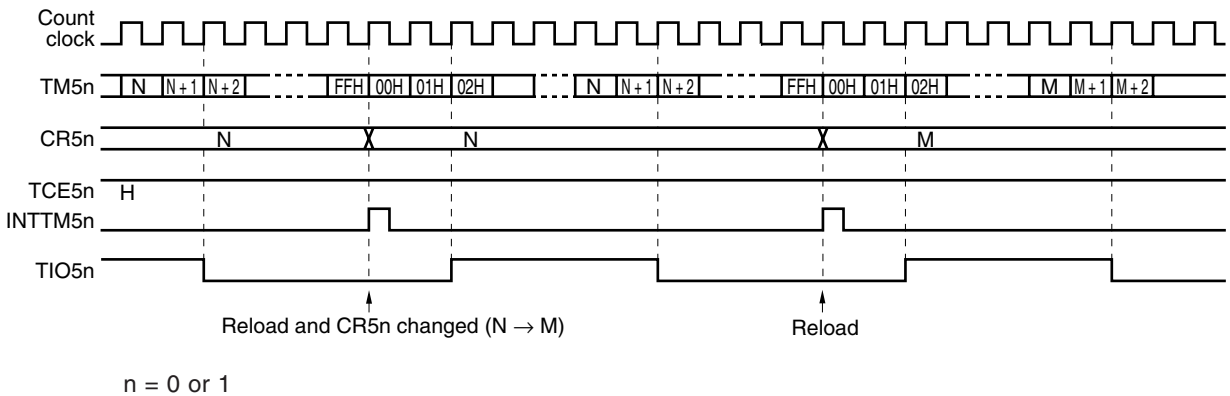 Count
clock
TM5n N N + 1 N + 2 FFH 00H 01H 02H N N + 1 N + 2 FFH 00H 01H 02H M M + 1 M + 2
CR5n N N M
TCE5n H
INTTM5n
TIO5n
Reload and CR5n changed (N → M) Reload
n = 0 or 1